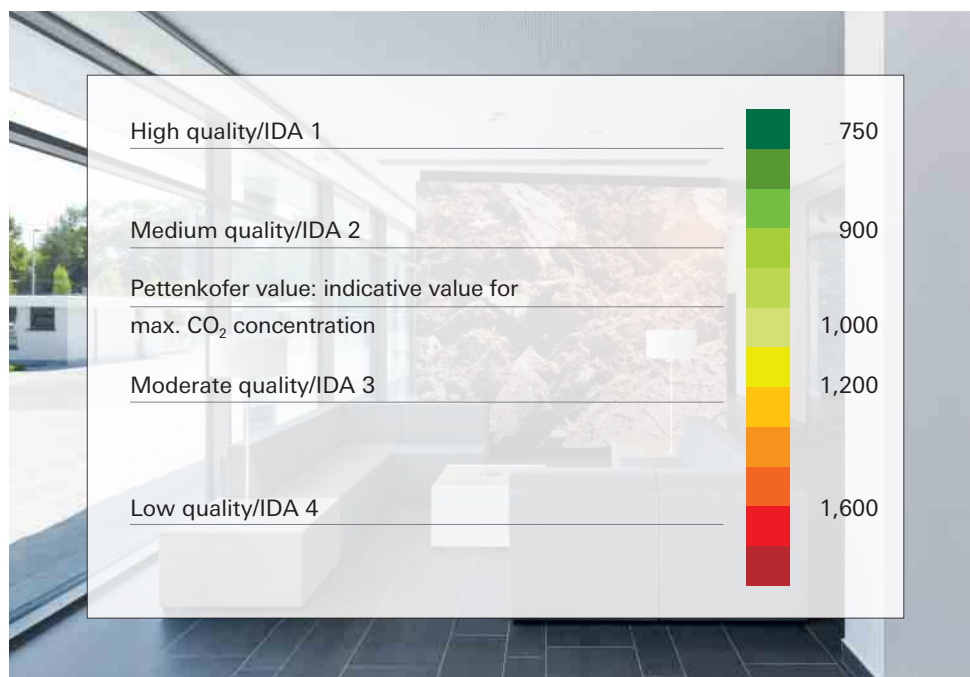 High quality/IDA 1 750
Medium quality/IDA 2 900
Pettenkofer value: indicative value for
max. CO₂ concentration 1,000
Moderate quality/IDA 3 1,200
Low quality/IDA 4 1,600